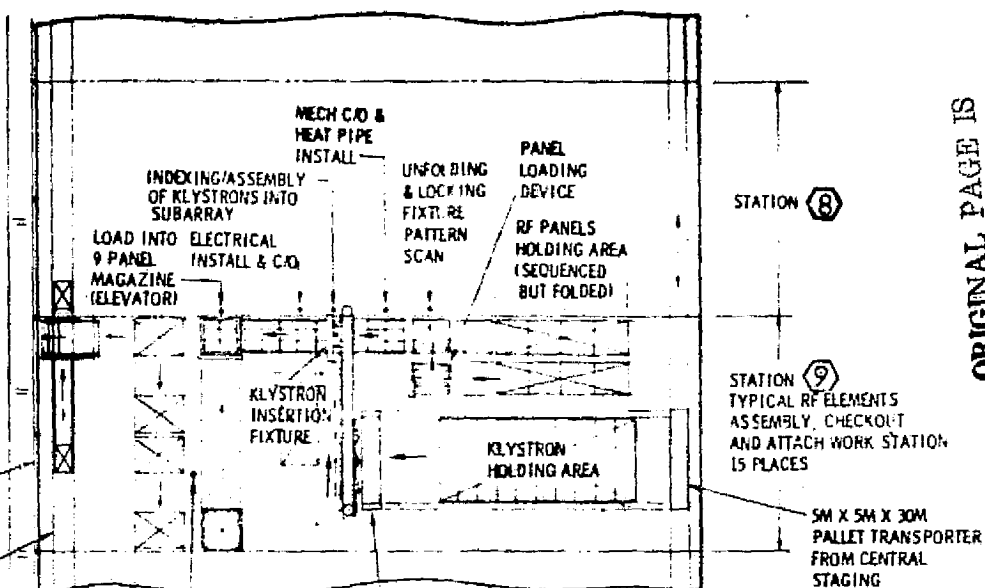 MECH C/O &
HEAT PIPE
INSTALL
INDEXING/ASSEMBLY
OF KLYSTRONS INTO
SUBARRAY
LOAD INTO
9 PANEL
MAGAZINE
(ELEVATOR)
ELECTRICAL
INSTALL & C/O
UNFOLDING
& LOCKING
FIXTURE
PATTERN
SCAN
PANEL
LOADING
DEVICE
RF PANELS
HOLDING AREA
(SEQUENCED
BUT FOLDED)
STATION 8
KLYSTRON
INSERTION
FIXTURE
KLYSTRON
HOLDING AREA
STATION 9
TYPICAL RF ELEMENTS
ASSEMBLY, CHECKOUT
AND ATTACH WORK STATION
15 PLACES
5M X 5M X 30M
PALLET TRANSPORTER
FROM CENTRAL
STAGING
ORIGINAL PAGE IS